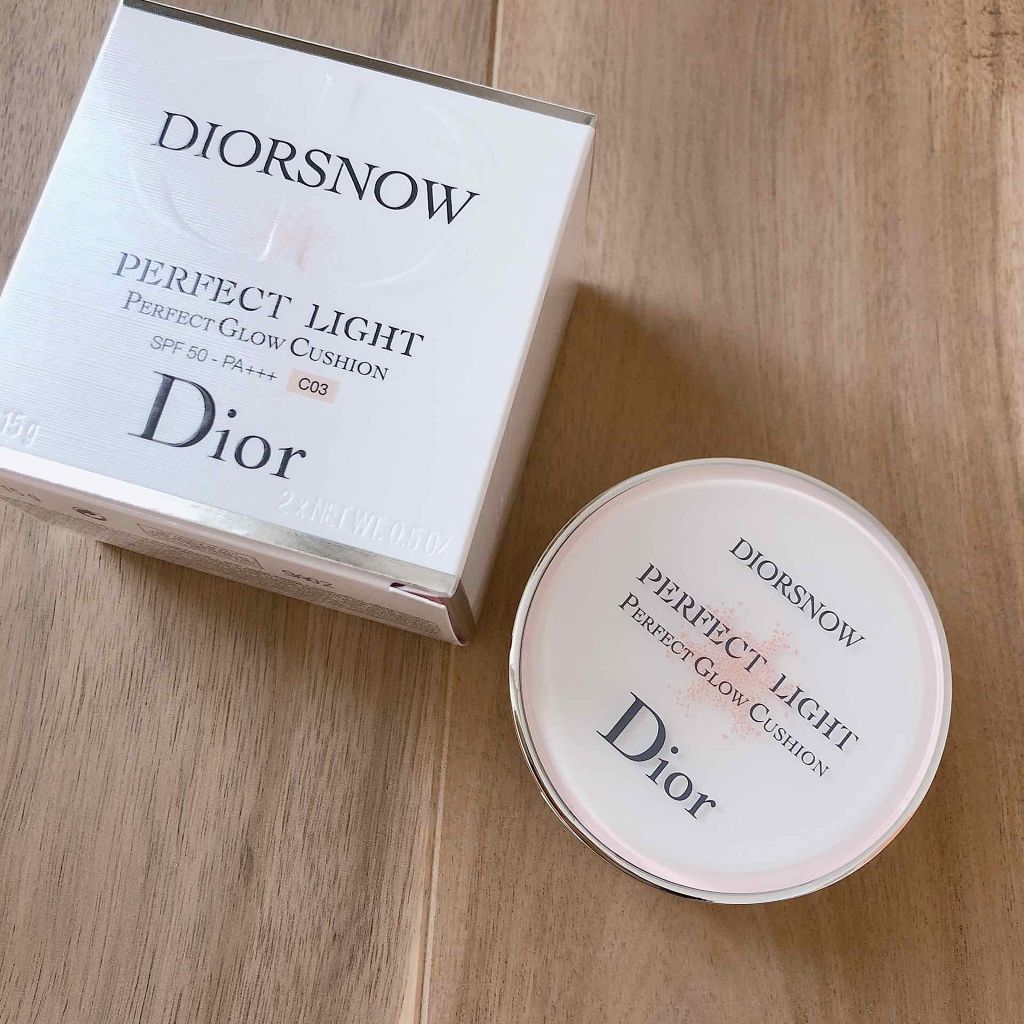 DIORSNOW
PERFECT LIGHT
PERFECT GLOW CUSHION
SPF 50 - PA+++ C03
Dior
15 g
2 x NET WT. 0.5 OZ
DIORSNOW
PERFECT LIGHT
PERFECT GLOW CUSHION
Dior